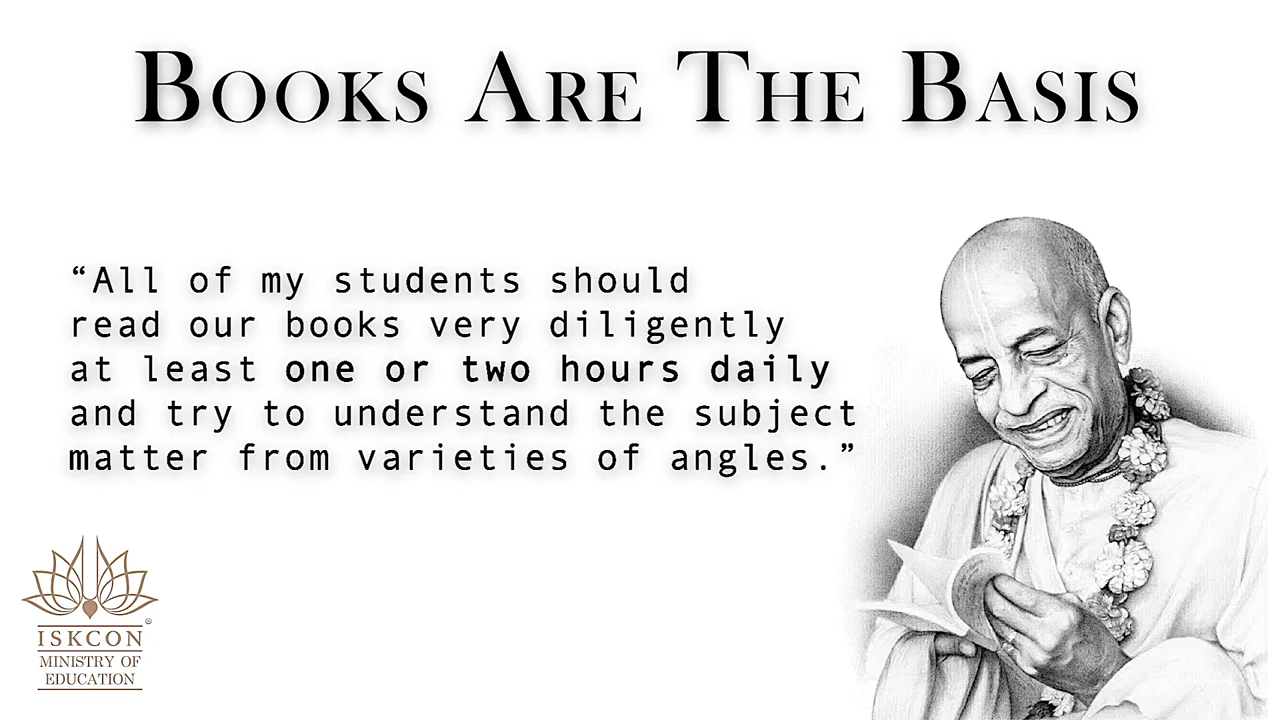 Books Are The Basis
“All of my students should
read our books very diligently
at least one or two hours daily
and try to understand the subject
matter from varieties of angles.”
®
ISKCON
MINISTRY OF
EDUCATION